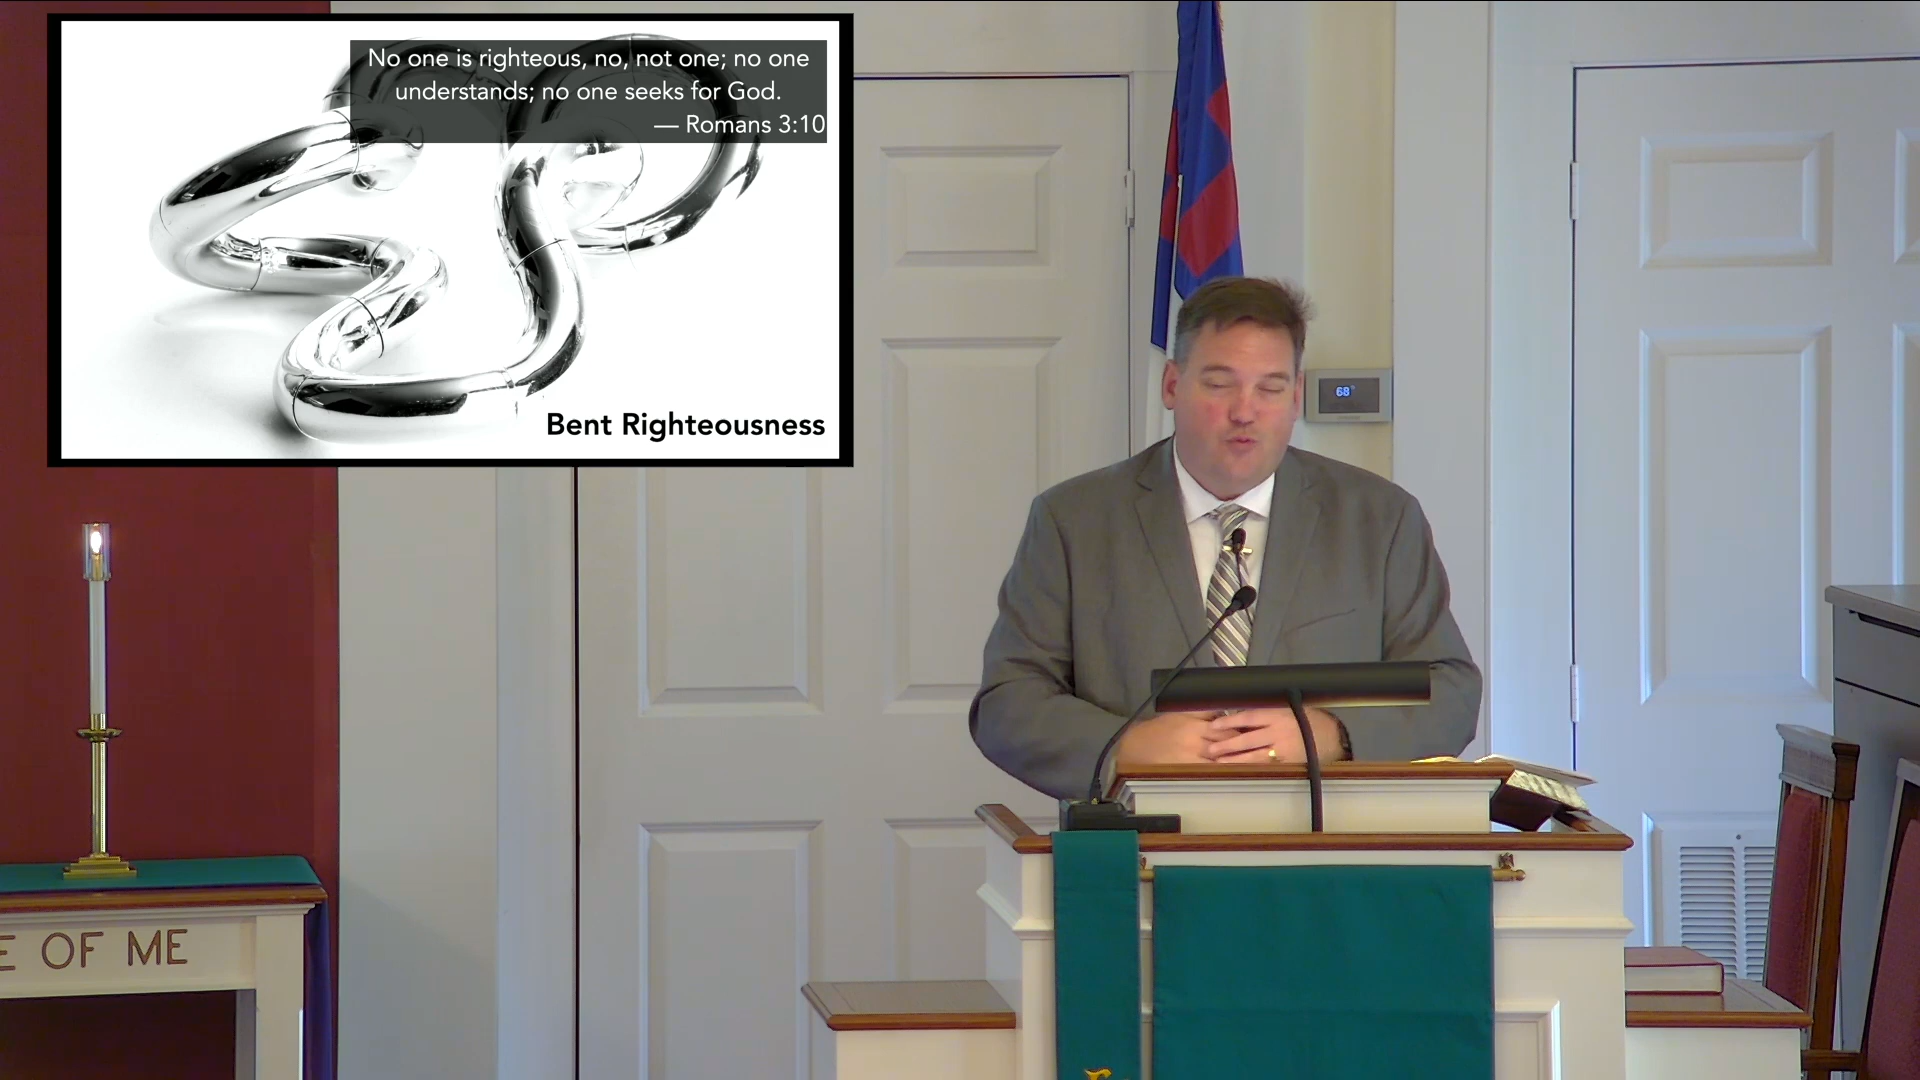 No one is righteous, no, not one; no one
understands; no one seeks for God.
— Romans 3:10
Bent Righteousness
68°
E OF ME